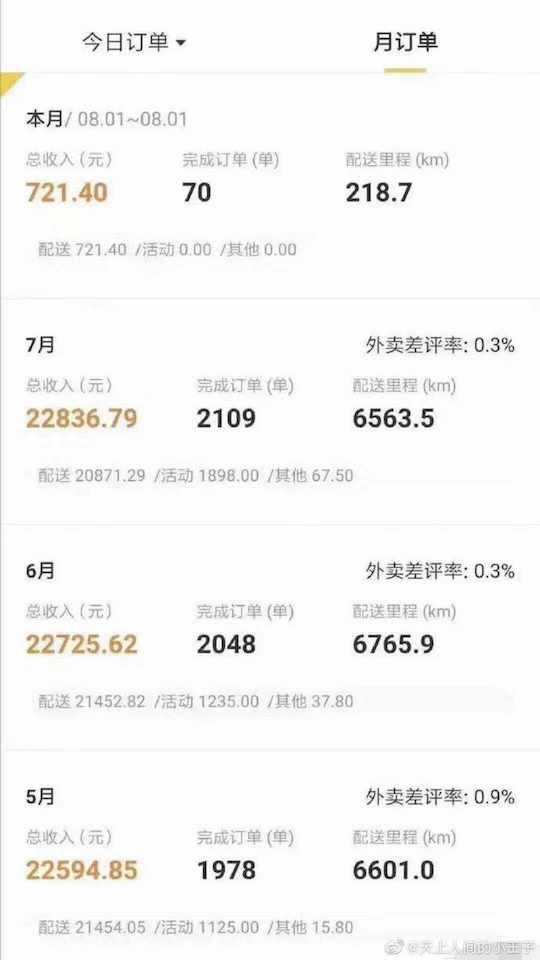 今日订单 月订单
本月/ 08.01~08.01
总收入（元） 完成订单 (单) 配送里程 (km)
721.40 70 218.7
配送 721.40 /活动 0.00 /其他 0.00
7月 外卖差评率: 0.3%
总收入（元） 完成订单 (单) 配送里程 (km)
22836.79 2109 6563.5
配送 20871.29 /活动 1898.00 /其他 67.50
6月 外卖差评率: 0.3%
总收入（元） 完成订单 (单) 配送里程 (km)
22725.62 2048 6765.9
配送 21452.82 /活动 1235.00 /其他 37.80
5月 外卖差评率: 0.9%
总收入（元） 完成订单 (单) 配送里程 (km)
22594.85 1978 6601.0
配送 21454.05 /活动 1125.00 /其他 15.80
@天上人间的小王子